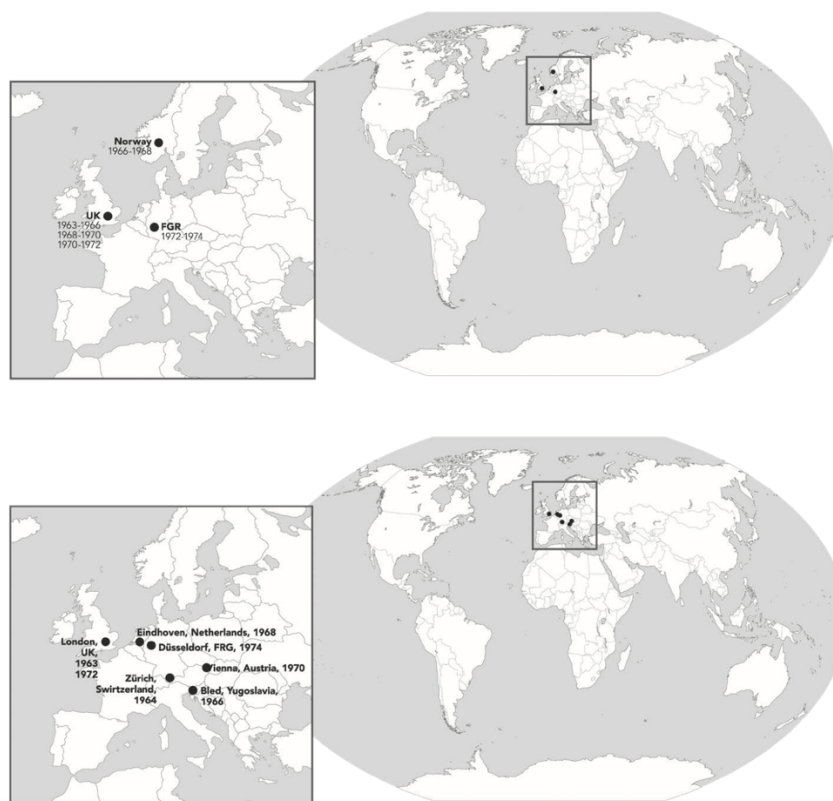 Norway
1966-1968
UK
1963-1966
1968-1970
1970-1972
FGR
1972-1974
Eindhoven, Netherlands, 1968
London,
UK,
1963
1972
Düsseldorf, FRG, 1974
Vienna, Austria, 1970
Zürich,
Swirtzerland,
1964
Bled, Yugoslavia,
1966